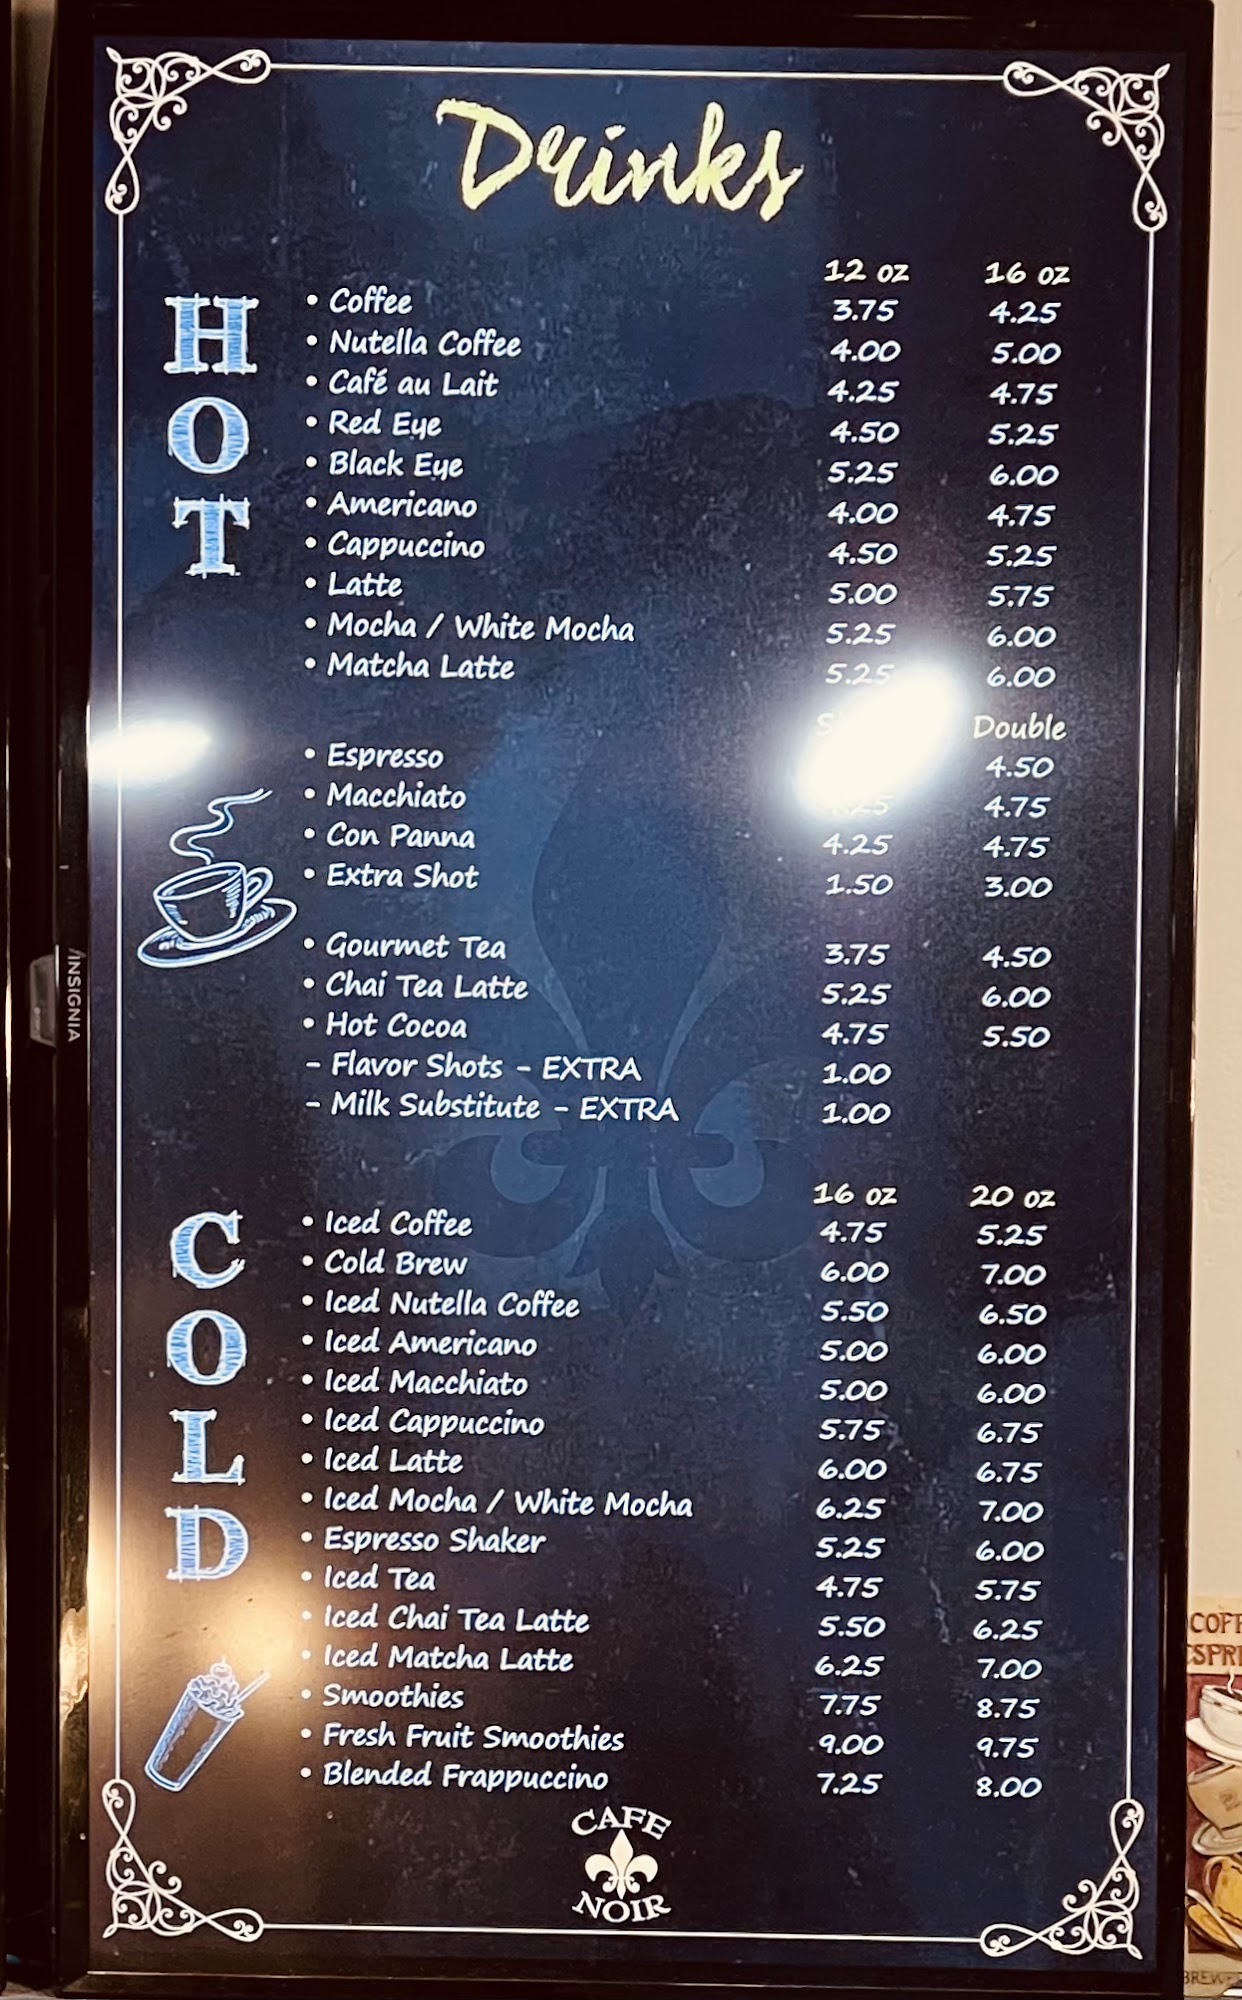 Drinks
HOT
12 oz 16 oz
• Coffee 3.75 4.25
• Nutella Coffee 4.00 5.00
• Café au Lait 4.25 4.75
• Red Eye 4.50 5.25
• Black Eye 5.25 6.00
• Americano 4.00 4.75
• Cappuccino 4.50 5.25
• Latte 5.00 5.75
• Mocha / White Mocha 5.25 6.00
• Matcha Latte 5.25 6.00
Double
• Espresso 4.50
• Macchiato 4.75
• Con Panna 4.25 4.75
• Extra Shot 1.50 3.00
• Gourmet Tea 3.75 4.50
• Chai Tea Latte 5.25 6.00
• Hot Cocoa 4.75 5.50
- Flavor Shots - EXTRA 1.00
- Milk Substitute - EXTRA 1.00
COLD
16 oz 20 oz
• Iced Coffee 4.75 5.25
• Cold Brew 6.00 7.00
• Iced Nutella Coffee 5.50 6.50
• Iced Americano 5.00 6.00
• Iced Macchiato 5.00 6.00
• Iced Cappuccino 5.75 6.75
• Iced Latte 6.00 6.75
• Iced Mocha / White Mocha 6.25 7.00
• Espresso Shaker 5.25 6.00
• Iced Tea 4.75 5.75
• Iced Chai Tea Latte 5.50 6.25
• Iced Matcha Latte 6.25 7.00
• Smoothies 7.75 8.75
• Fresh Fruit Smoothies 9.00 9.75
• Blended Frappuccino 7.25 8.00
CAFE
NOIR
INSIGNIA